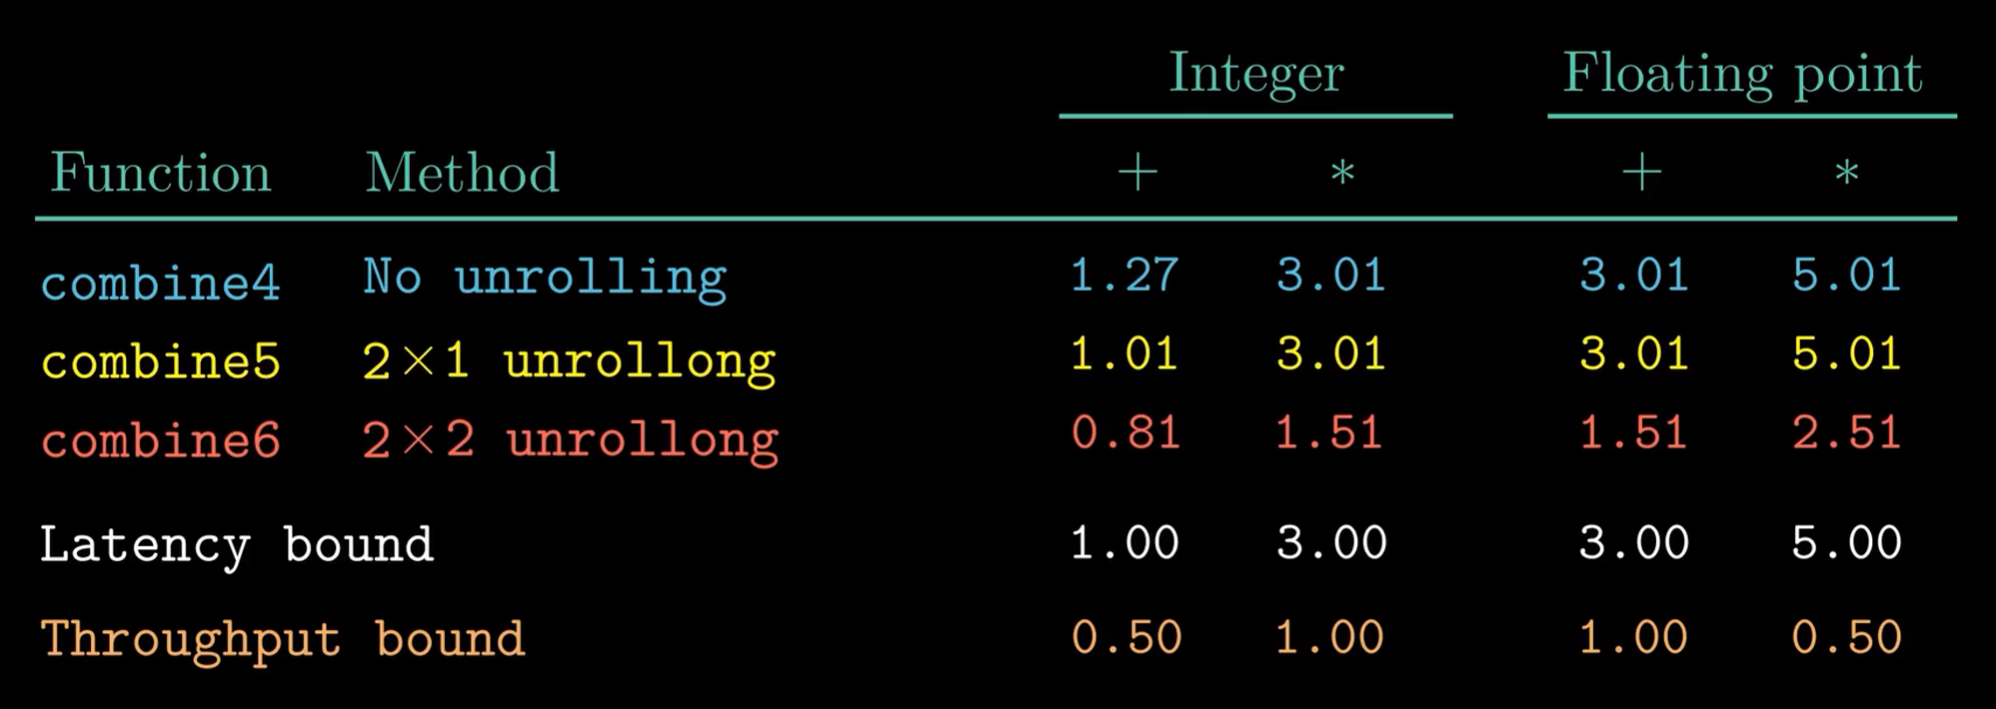 Integer Floating point
Function Method + * + *
combine4 No unrolling 1.27 3.01 3.01 5.01
combine5 2×1 unrollong 1.01 3.01 3.01 5.01
combine6 2×2 unrollong 0.81 1.51 1.51 2.51
Latency bound 1.00 3.00 3.00 5.00
Throughput bound 0.50 1.00 1.00 0.50